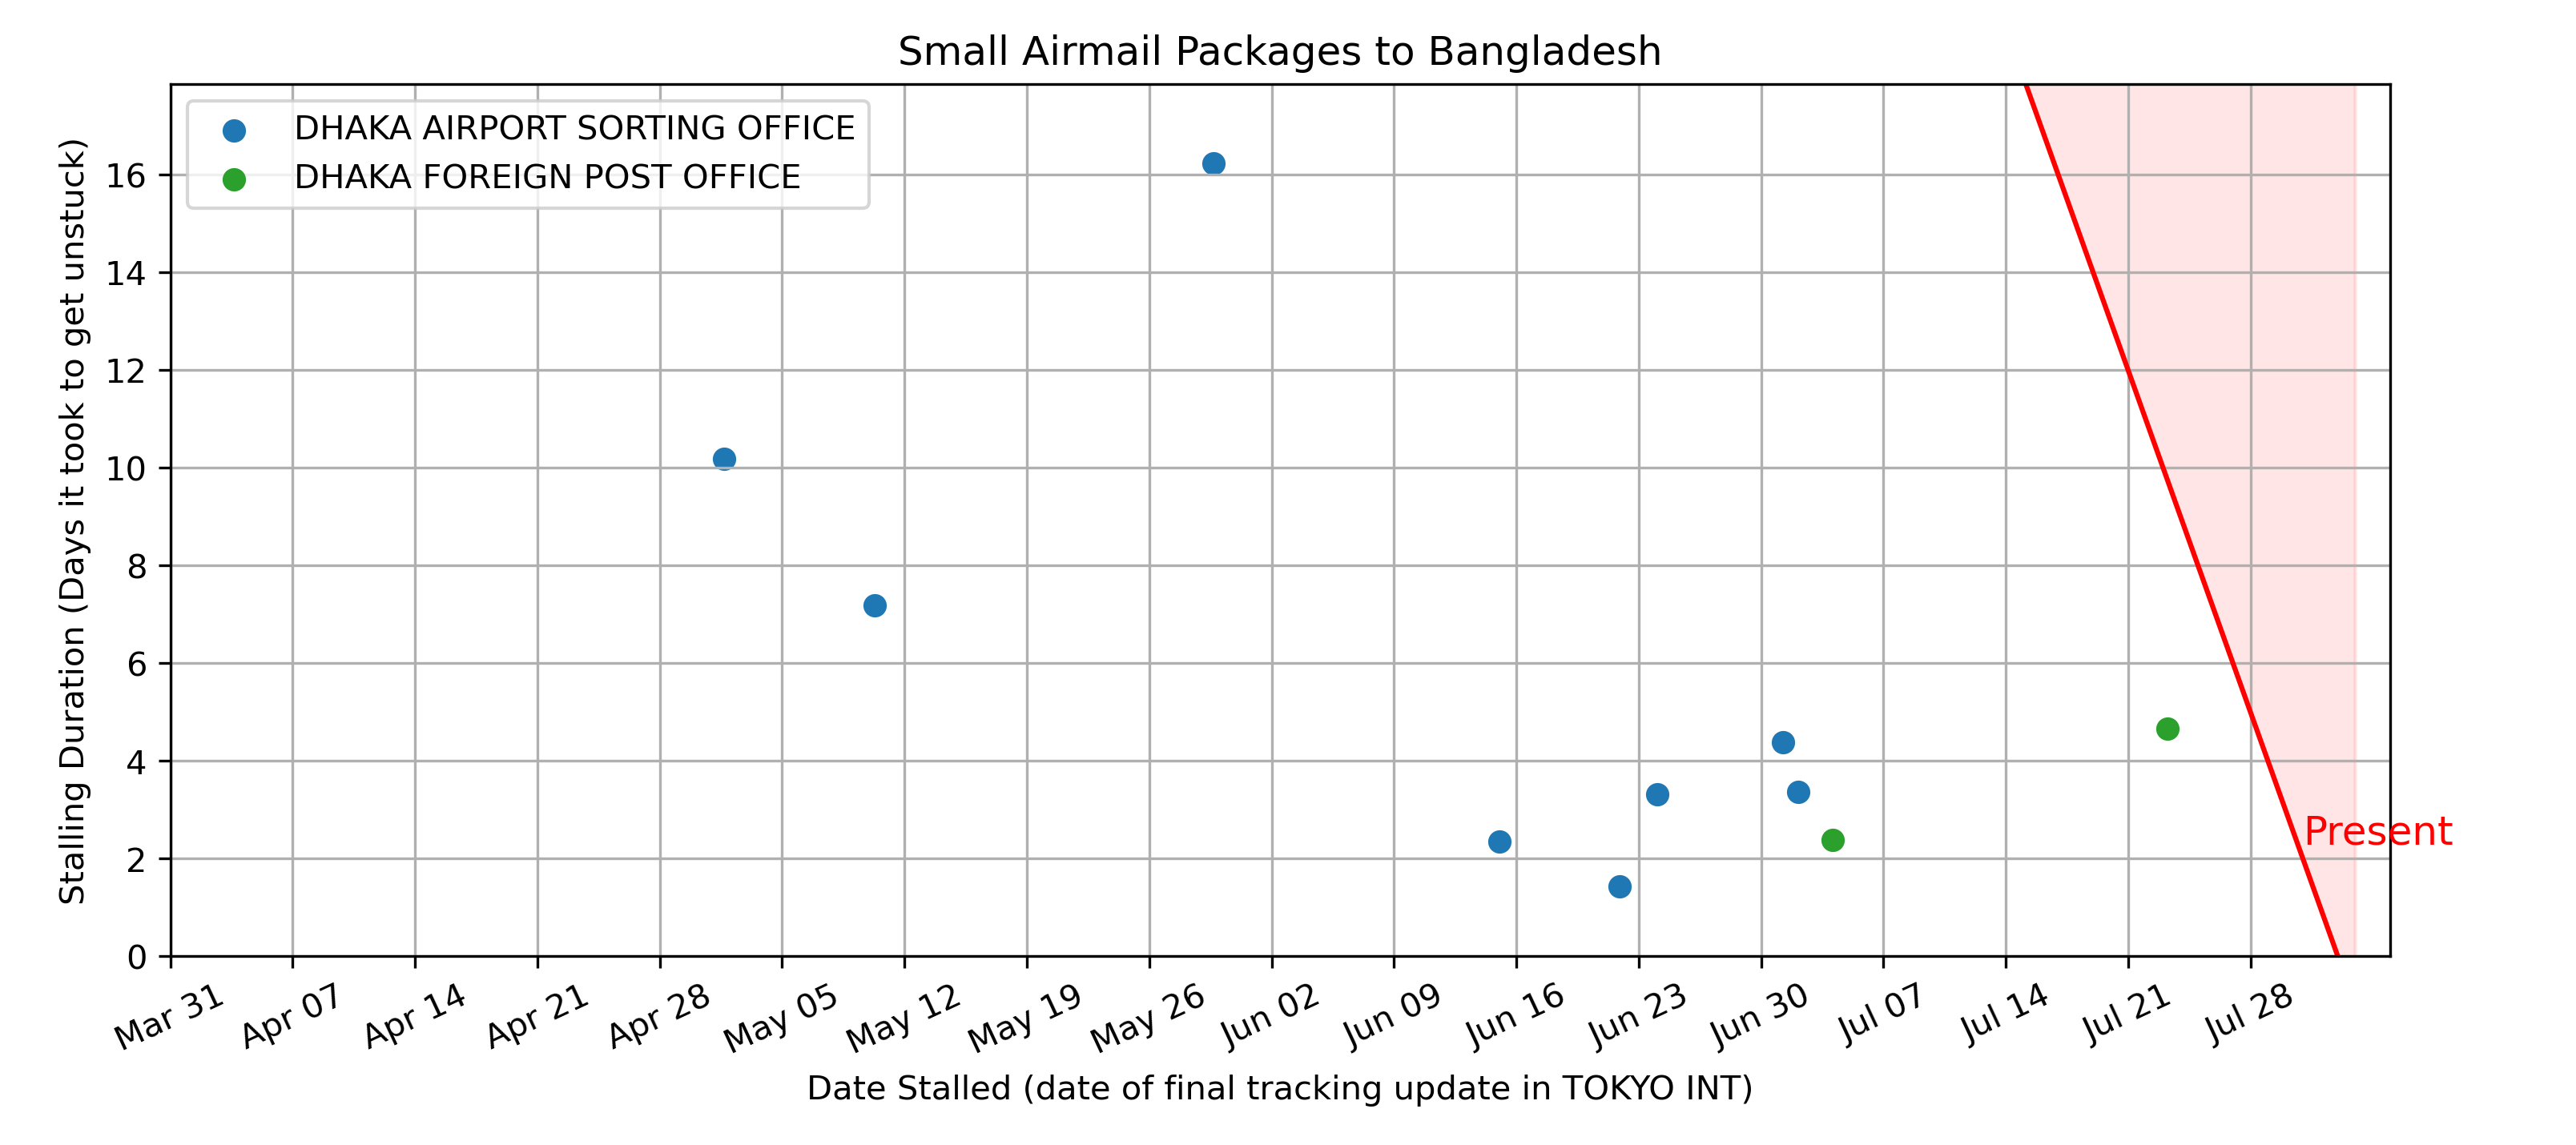 Small Airmail Packages to Bangladesh
DHAKA AIRPORT SORTING OFFICE
DHAKA FOREIGN POST OFFICE
Stalling Duration (Days it took to get unstuck)
16
14
12
10
8
6
4
2
0
Present
Mar 31
Apr 07
Apr 14
Apr 21
Apr 28
May 05
May 12
May 19
May 26
Jun 02
Jun 09
Jun 16
Jun 23
Jun 30
Jul 07
Jul 14
Jul 21
Jul 28
Date Stalled (date of final tracking update in TOKYO INT)